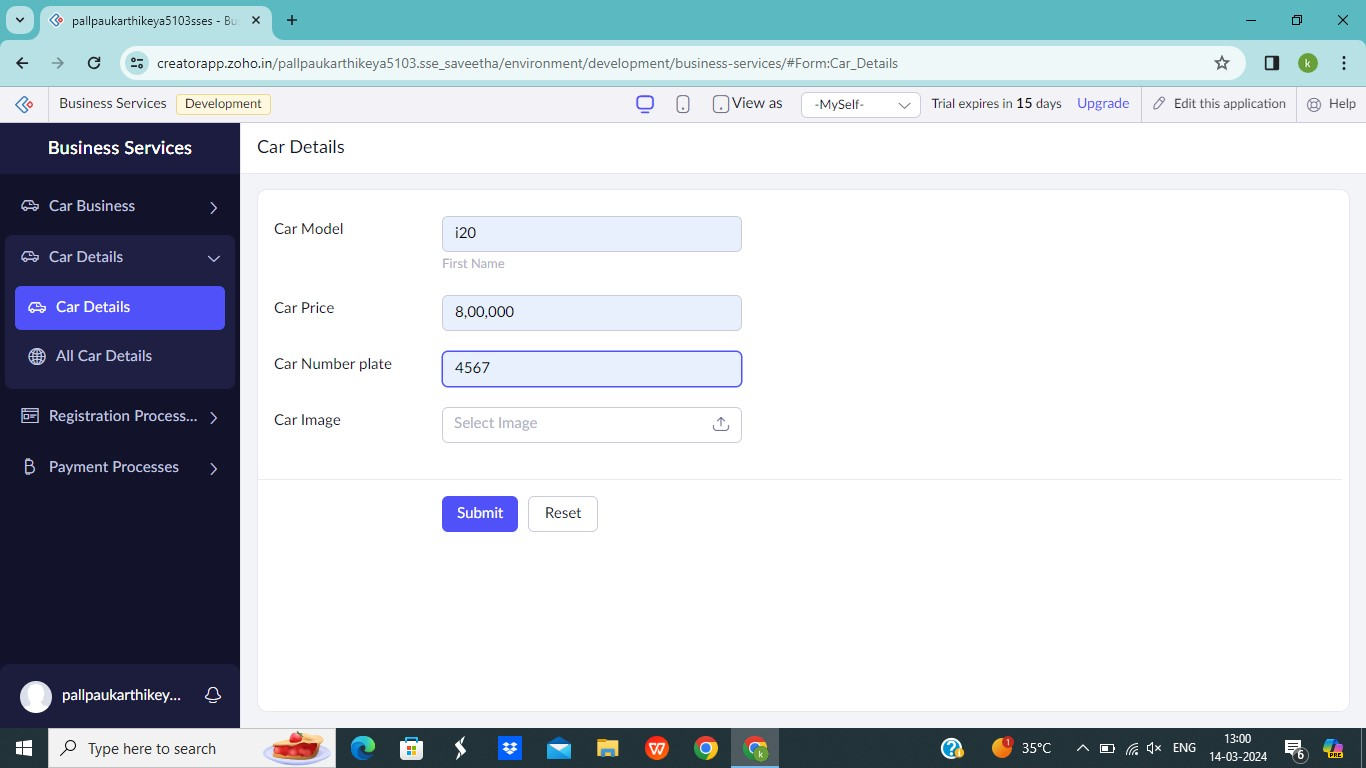 pallpaukarthikeya5103sses - Bu
creatorapp.zoho.in/pallpaukarthikeya5103.sse_saveetha/environment/development/business-services/#Form:Car_Details
k
Business Services Development View as -MySelf- Trial expires in 15 days Upgrade Edit this application Help
Business Services
Car Business
Car Details
Car Details
All Car Details
Registration Process...
Payment Processes
pallpaukarthikey...
Car Details
Car Model i20
First Name
Car Price 8,00,000
Car Number plate 4567
Car Image Select Image
Submit Reset
Type here to search
35°C
ENG
13:00
14-03-2024
6
PRE